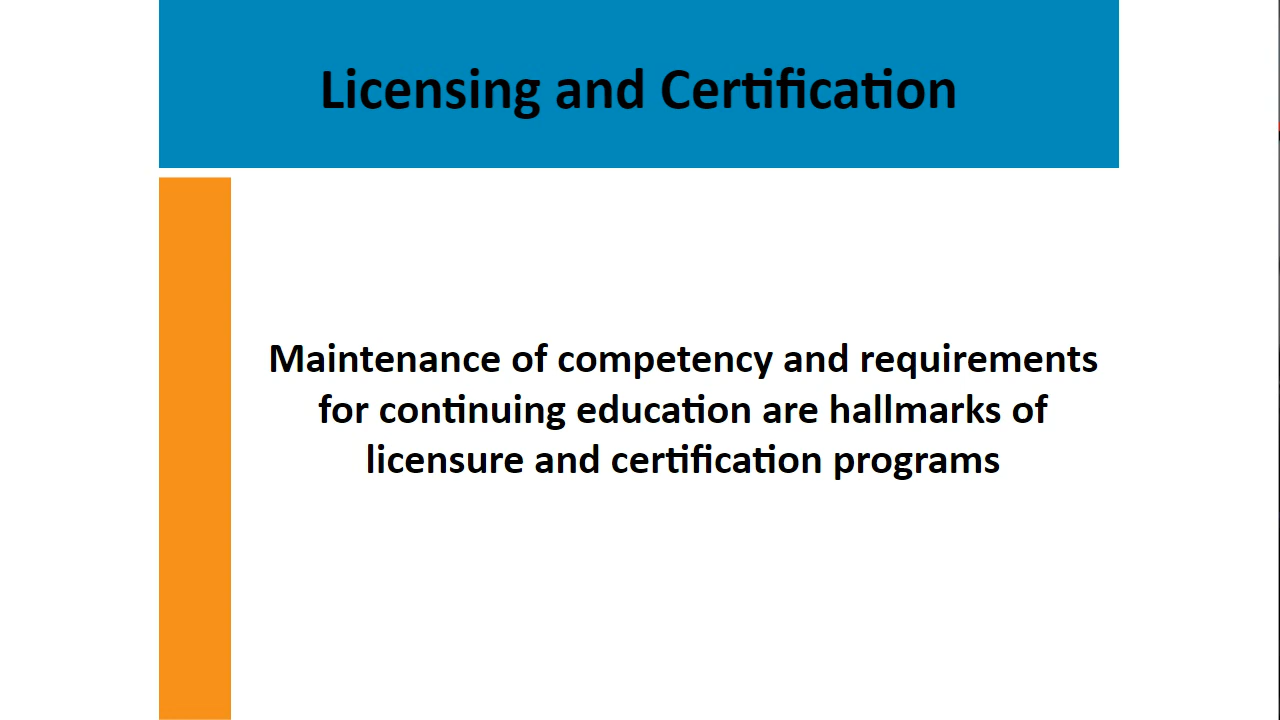 Licensing and Certification
Maintenance of competency and requirements
for continuing education are hallmarks of
licensure and certification programs